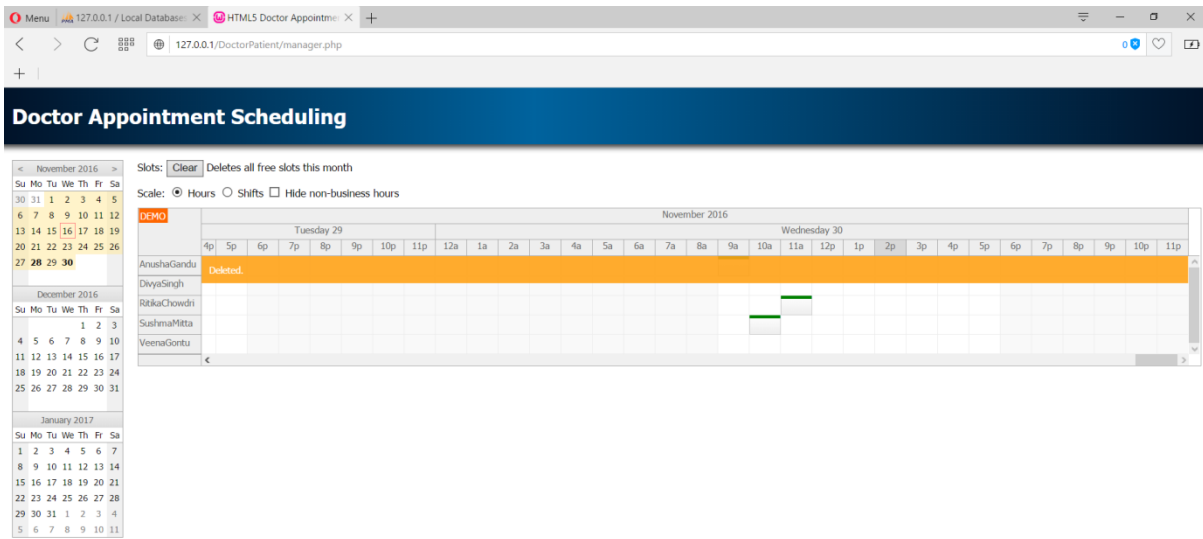 Menu 127.0.0.1 / Local Databases HTML5 Doctor Appointme
127.0.0.1/DoctorPatient/manager.php 0
Doctor Appointment Scheduling
< November 2016 >
Su Mo Tu We Th Fr Sa
30 31 1 2 3 4 5
6 7 8 9 10 11 12
13 14 15 16 17 18 19
20 21 22 23 24 25 26
27 28 29 30
December 2016
Su Mo Tu We Th Fr Sa
1 2 3
4 5 6 7 8 9 10
11 12 13 14 15 16 17
18 19 20 21 22 23 24
25 26 27 28 29 30 31
January 2017
Su Mo Tu We Th Fr Sa
1 2 3 4 5 6 7
8 9 10 11 12 13 14
15 16 17 18 19 20 21
22 23 24 25 26 27 28
29 30 31 1 2 3 4
5 6 7 8 9 10 11
Slots: Clear Deletes all free slots this month
Scale: Hours Shifts Hide non-business hours
DEMO November 2016
Tuesday 29 Wednesday 30
4p 5p 6p 7p 8p 9p 10p 11p 12a 1a 2a 3a 4a 5a 6a 7a 8a 9a 10a 11a 12p 1p 2p 3p 4p 5p 6p 7p 8p 9p 10p 11p
AnushaGandu
Deleted.
DivyaSingh
RitikaChowdri
SushmaMitta
VeenaGontu